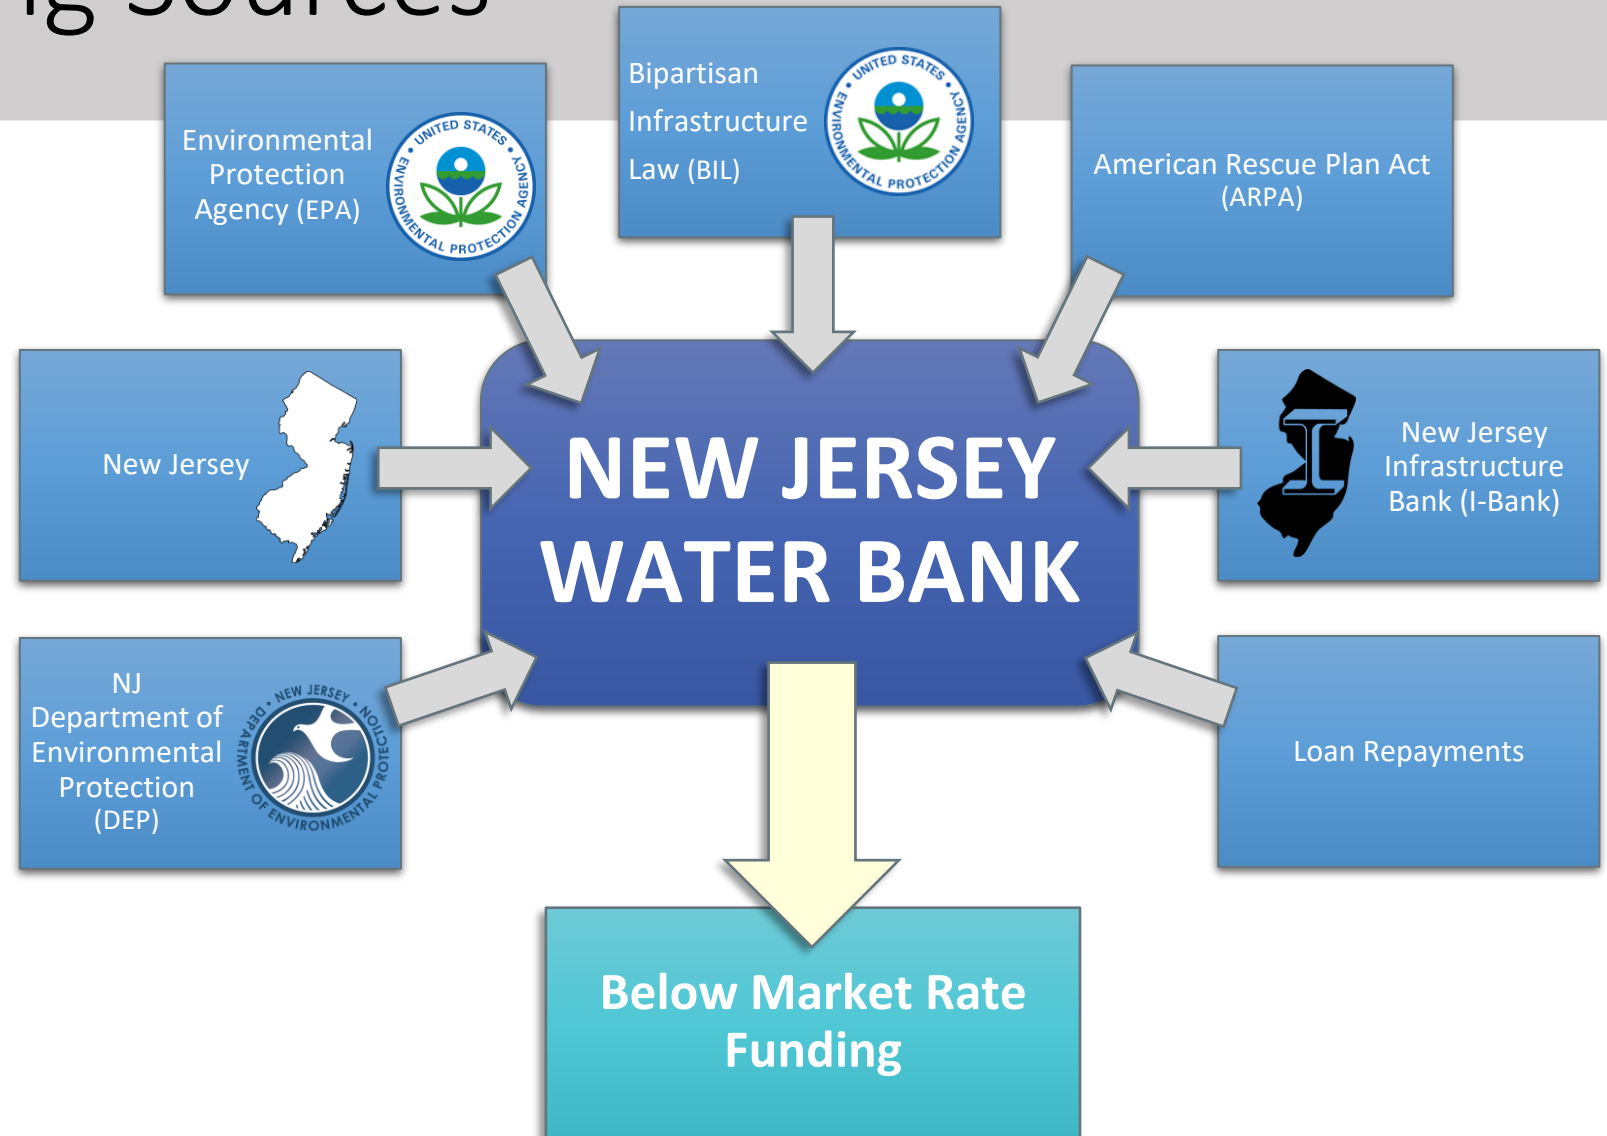 ng Sources
Bipartisan
Infrastructure
Law (BIL)
UNITED STATES • ENVIRONMENTAL PROTECTION AGENCY •
Environmental
Protection
Agency (EPA)
UNITED STATES • ENVIRONMENTAL PROTECTION AGENCY •
American Rescue Plan Act
(ARPA)
New Jersey
NEW JERSEY
WATER BANK
I
New Jersey
Infrastructure
Bank (I-Bank)
NJ
Department of
Environmental
Protection
(DEP)
• NEW JERSEY •
DEPARTMENT OF ENVIRONMENTAL PROTECTION
Loan Repayments
Below Market Rate
Funding